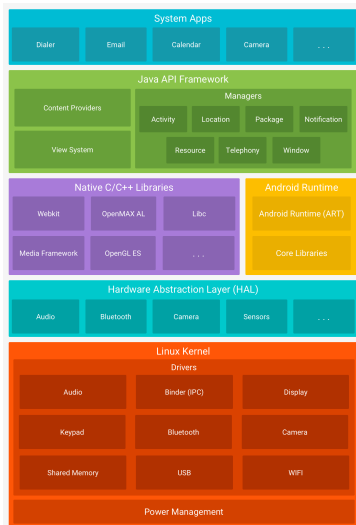 System Apps
Dialer Email Calendar Camera . . .
Java API Framework
Content Providers
View System
Managers
Activity Location Package Notification
Resource Telephony Window
Native C/C++ Libraries
Webkit OpenMAX AL Libc
Media Framework OpenGL ES . . .
Android Runtime
Android Runtime (ART)
Core Libraries
Hardware Abstraction Layer (HAL)
Audio Bluetooth Camera Sensors . . .
Linux Kernel
Drivers
Audio Binder (IPC) Display
Keypad Bluetooth Camera
Shared Memory USB WIFI
Power Management